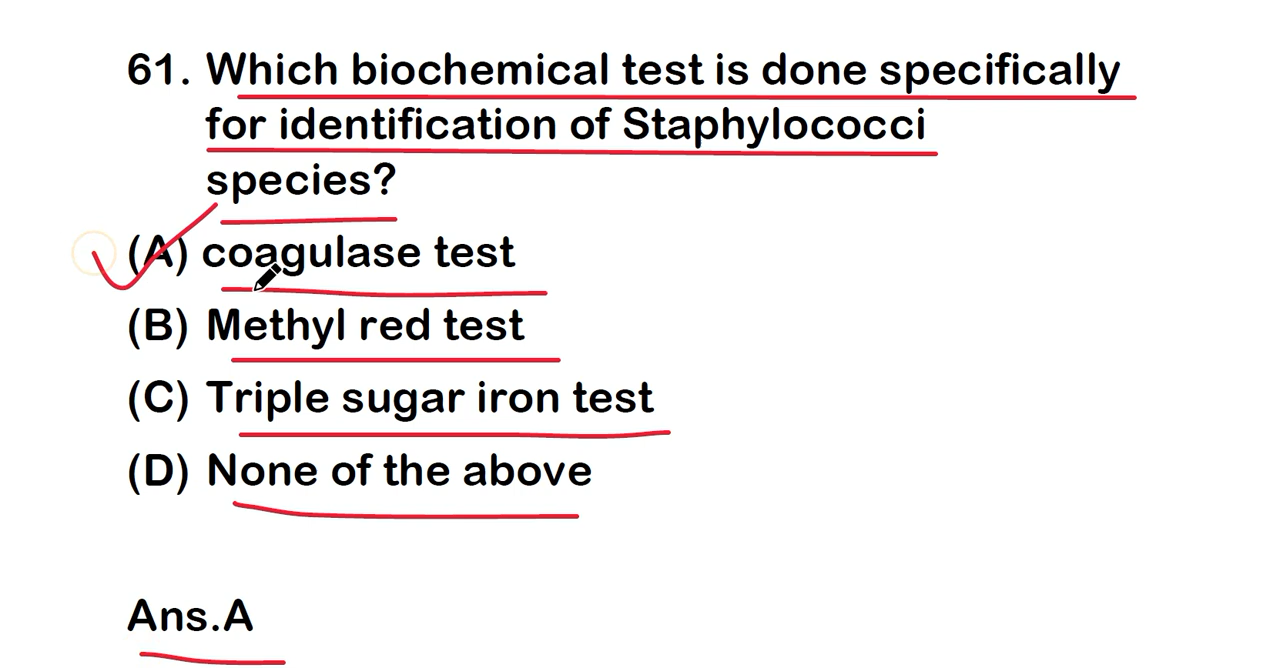 61. Which biochemical test is done specifically
for identification of Staphylococci
species?
(A) coagulase test
(B) Methyl red test
(C) Triple sugar iron test
(D) None of the above
Ans.A